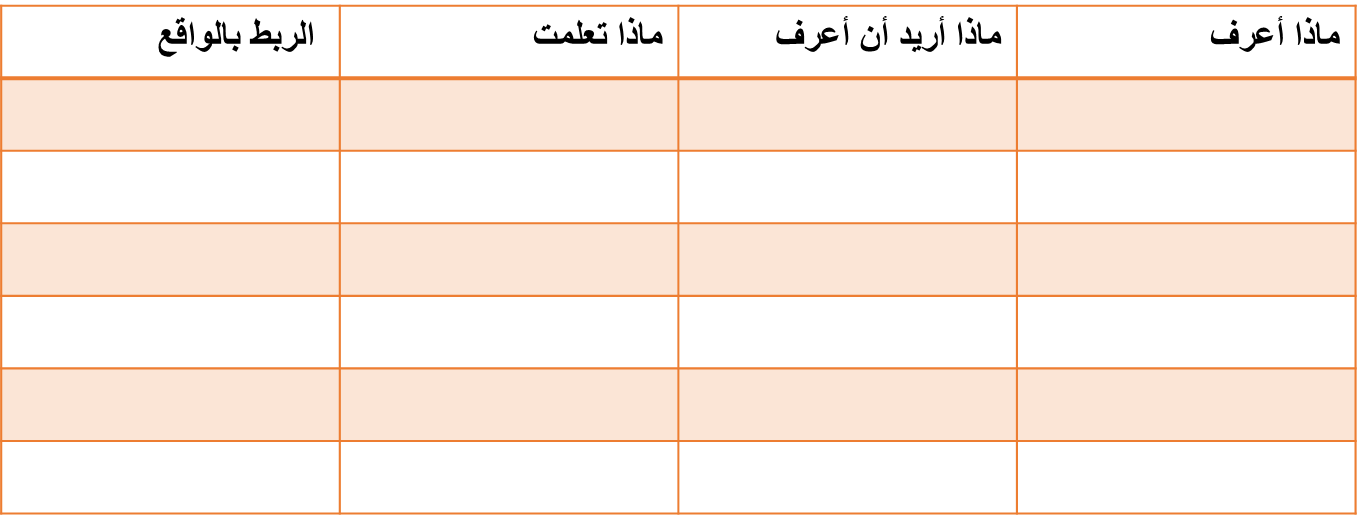 ماذا أعرف
ماذا أريد أن أعرف
ماذا تعلمت
الربط بالواقع